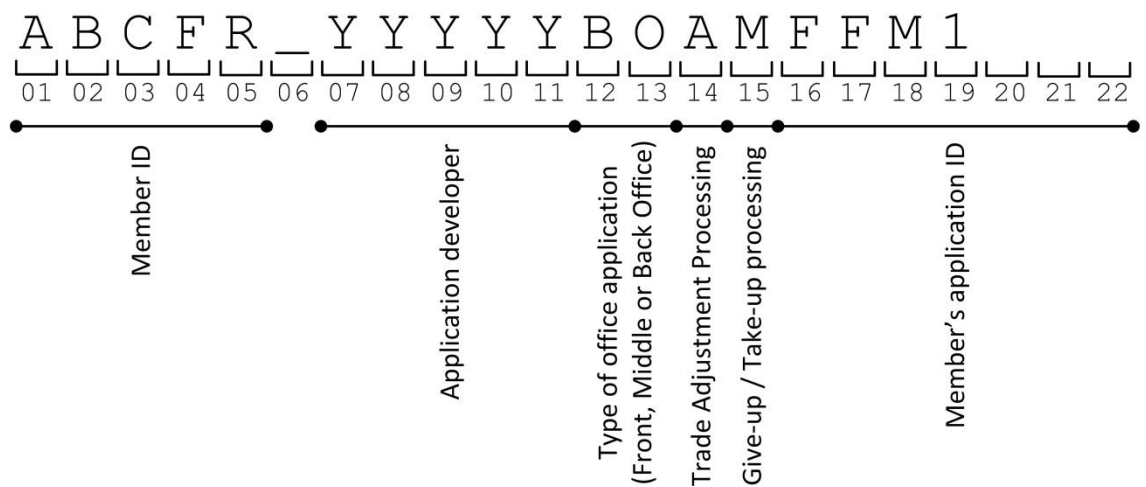 A B C F R _ Y Y Y Y Y B O A M F F M 1
01 02 03 04 05 06 07 08 09 10 11 12 13 14 15 16 17 18 19 20 21 22
Member ID
Application developer
Type of office application
(Front, Middle or Back Office)
Trade Adjustment Processing
Give-up / Take-up processing
Member’s application ID